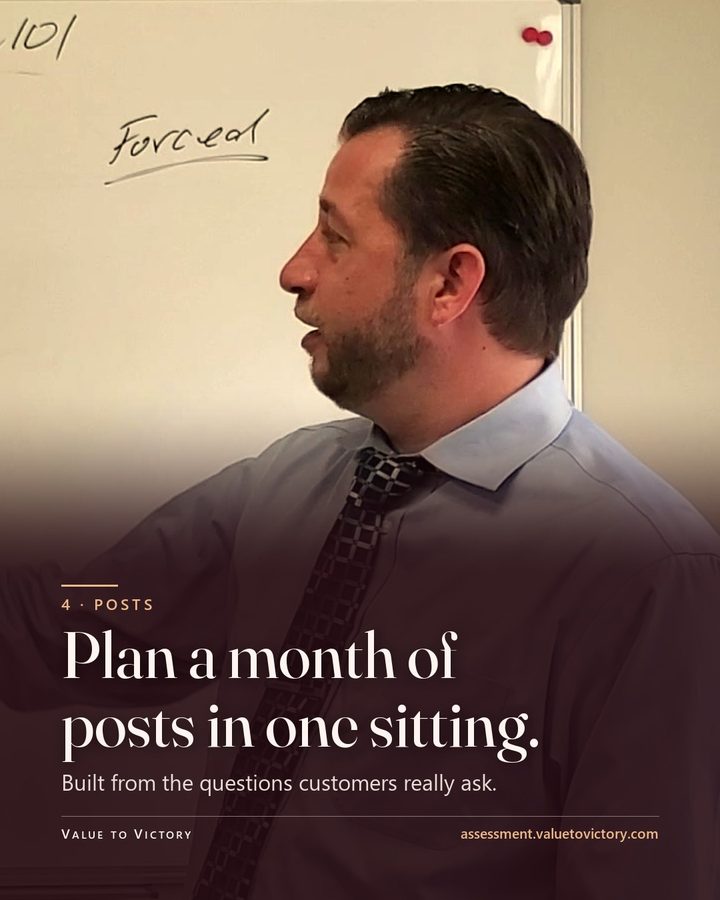 101
Forced
4 · POSTS
Plan a month of
posts in one sitting.
Built from the questions customers really ask.
VALUE TO VICTORY
assessment.valuetovictory.com